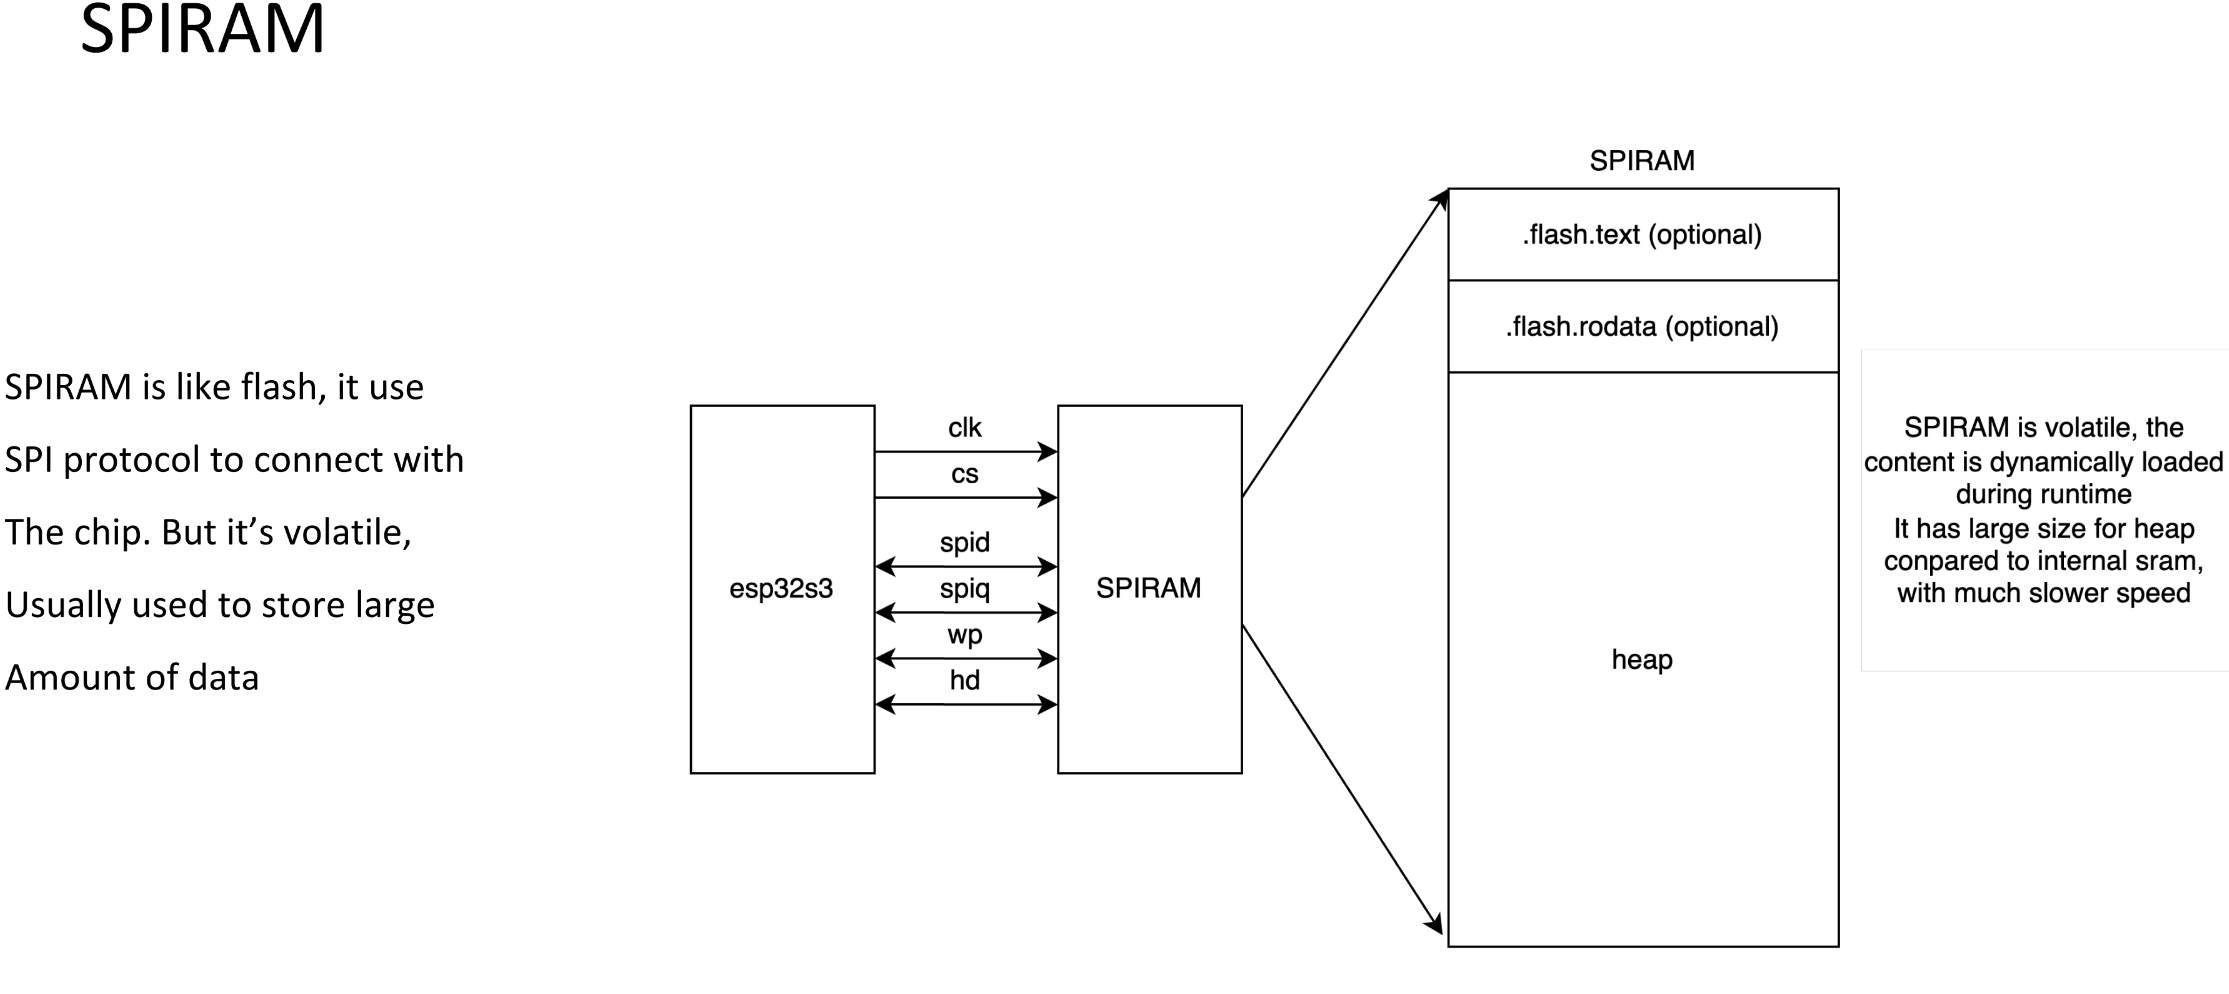 SPIRAM
SPIRAM is like flash, it use
SPI protocol to connect with
The chip. But it’s volatile,
Usually used to store large
Amount of data
esp32s3
clk
cs
spid
spiq
wp
hd
SPIRAM
SPIRAM
.flash.text (optional)
.flash.rodata (optional)
heap
SPIRAM is volatile, the
content is dynamically loaded
during runtime
It has large size for heap
conpared to internal sram,
with much slower speed